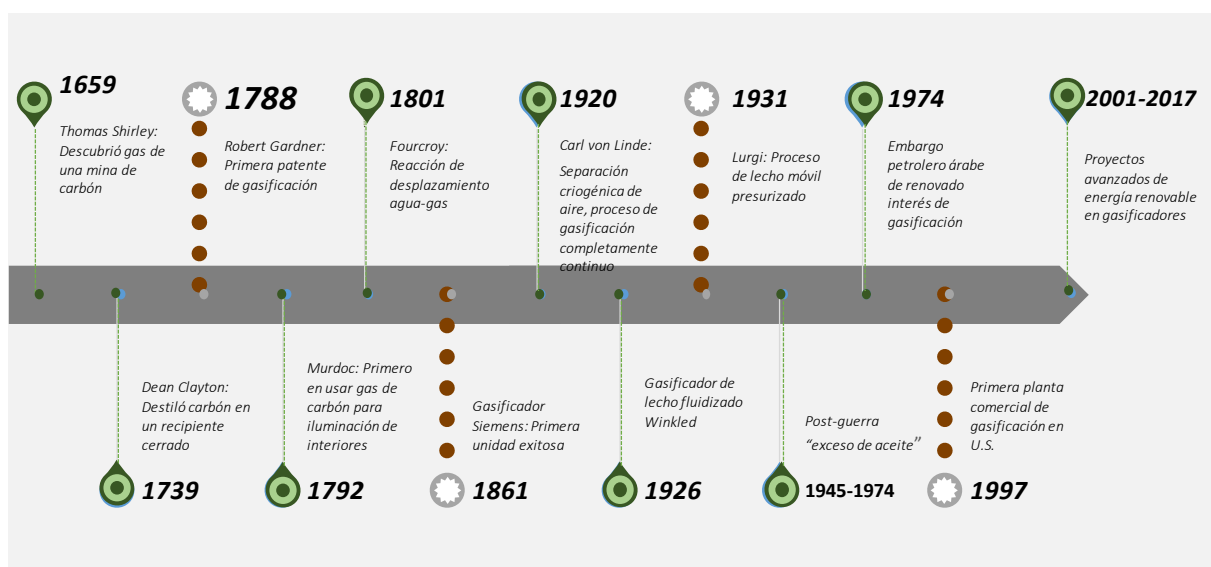 1659
Thomas Shirley:
Descubrió gas de
una mina de
carbón
1788
Robert Gardner:
Primera patente
de gasificación
1801
Fourcroy:
Reacción de
desplazamiento
agua-gas
1920
Carl von Linde:
Separación
criogénica de
aire, proceso de
gasificación
completamente
continuo
1931
Lurgi: Proceso
de lecho móvil
presurizado
1974
Embargo
petrolero árabe
de renovado
interés de
gasificación
2001-2017
Proyectos
avanzados de
energía renovable
en gasificadores
Dean Clayton:
Destiló carbón en
un recipiente
cerrado
1739
Murdoc: Primero
en usar gas de
carbón para
iluminación de
interiores
1792
Gasificador
Siemens: Primera
unidad exitosa
1861
Gasificador de
lecho fluidizado
Winkled
1926
Post-guerra
“exceso de aceite”
1945-1974
Primera planta
comercial de
gasificación en
U.S.
1997